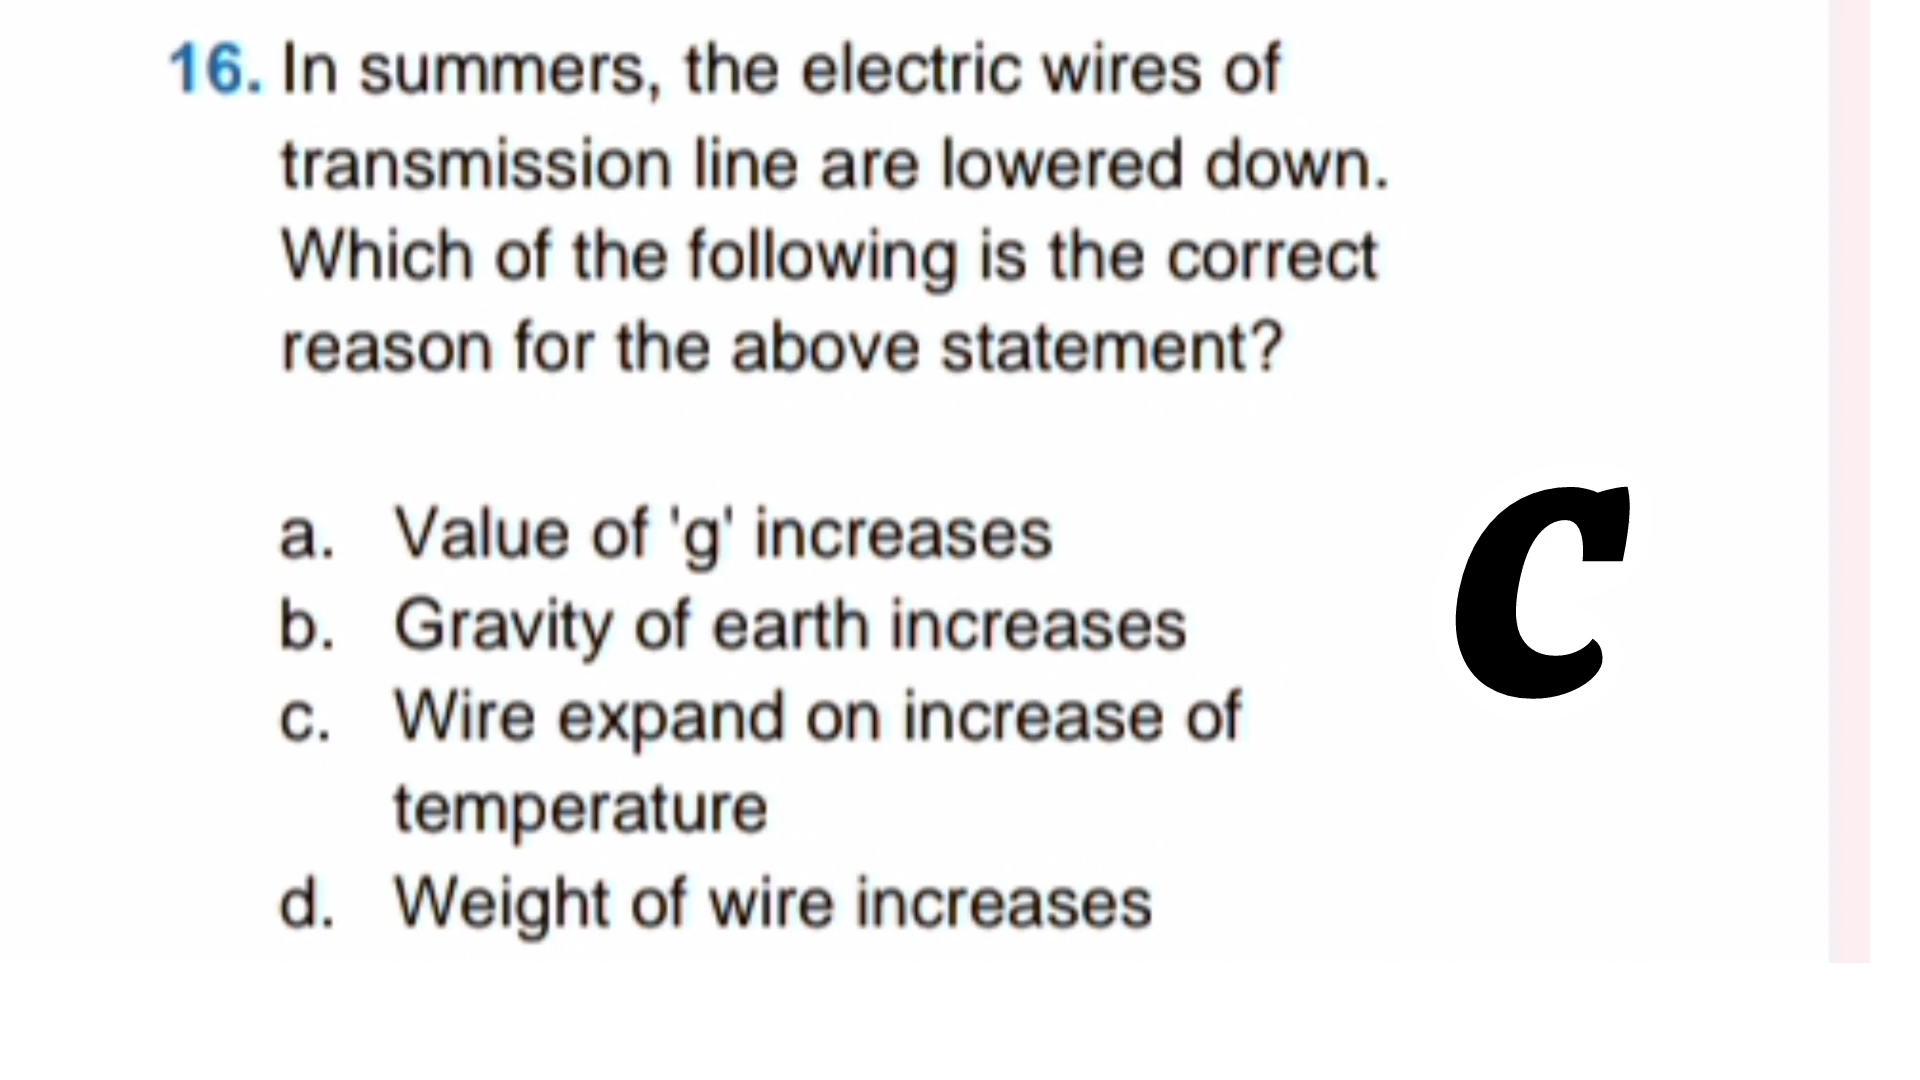 16. In summers, the electric wires of
transmission line are lowered down.
Which of the following is the correct
reason for the above statement?
a. Value of 'g' increases
b. Gravity of earth increases
c. Wire expand on increase of
temperature
d. Weight of wire increases
C